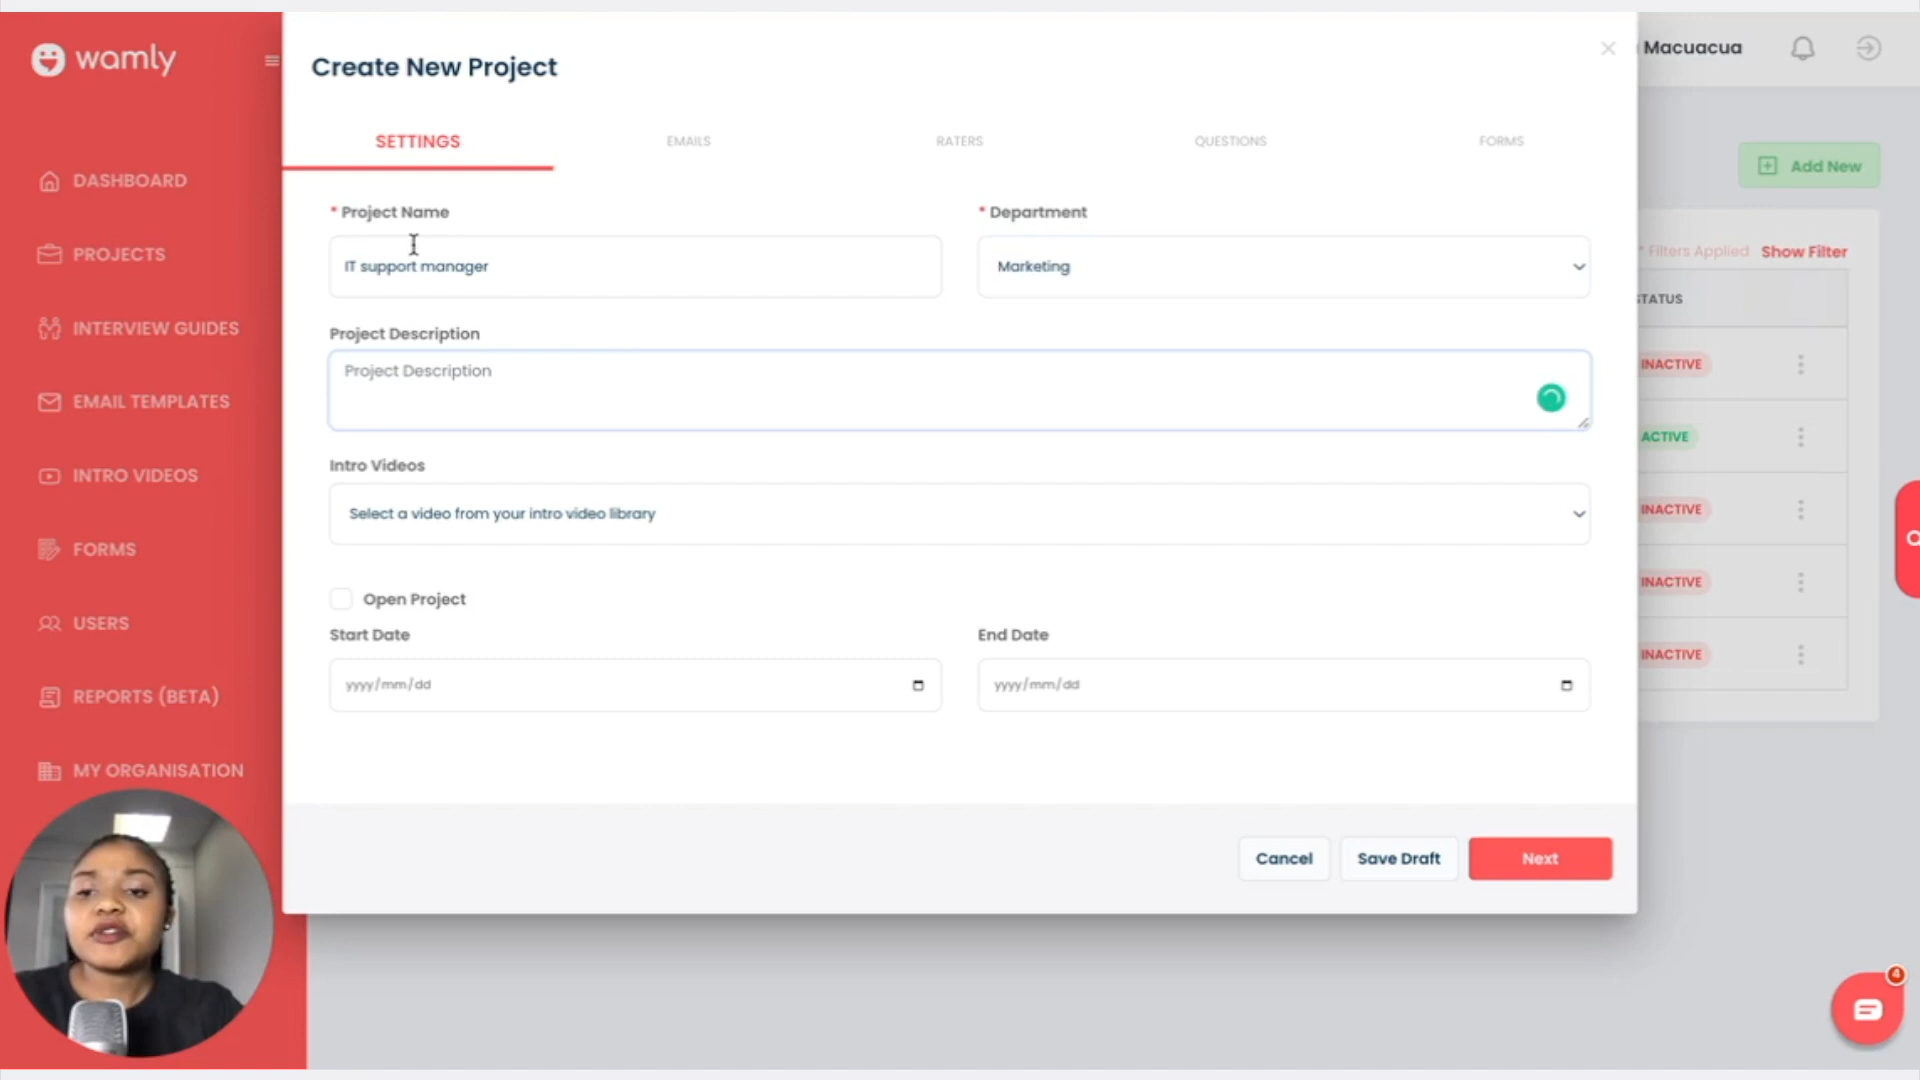 wamly
DASHBOARD
PROJECTS
INTERVIEW GUIDES
EMAIL TEMPLATES
INTRO VIDEOS
FORMS
USERS
REPORTS (BETA)
MY ORGANISATION
Create New Project
SETTINGS
EMAILS
RATERS
QUESTIONS
FORMS
* Project Name
IT support manager
* Department
Marketing
Project Description
Project Description
Intro Videos
Select a video from your intro video library
Open Project
Start Date
yyyy/mm/dd
End Date
yyyy/mm/dd
Cancel
Save Draft
Next
Macuacua
Add New
* Filters Applied Show Filter
TATUS
INACTIVE
ACTIVE
INACTIVE
INACTIVE
INACTIVE
4